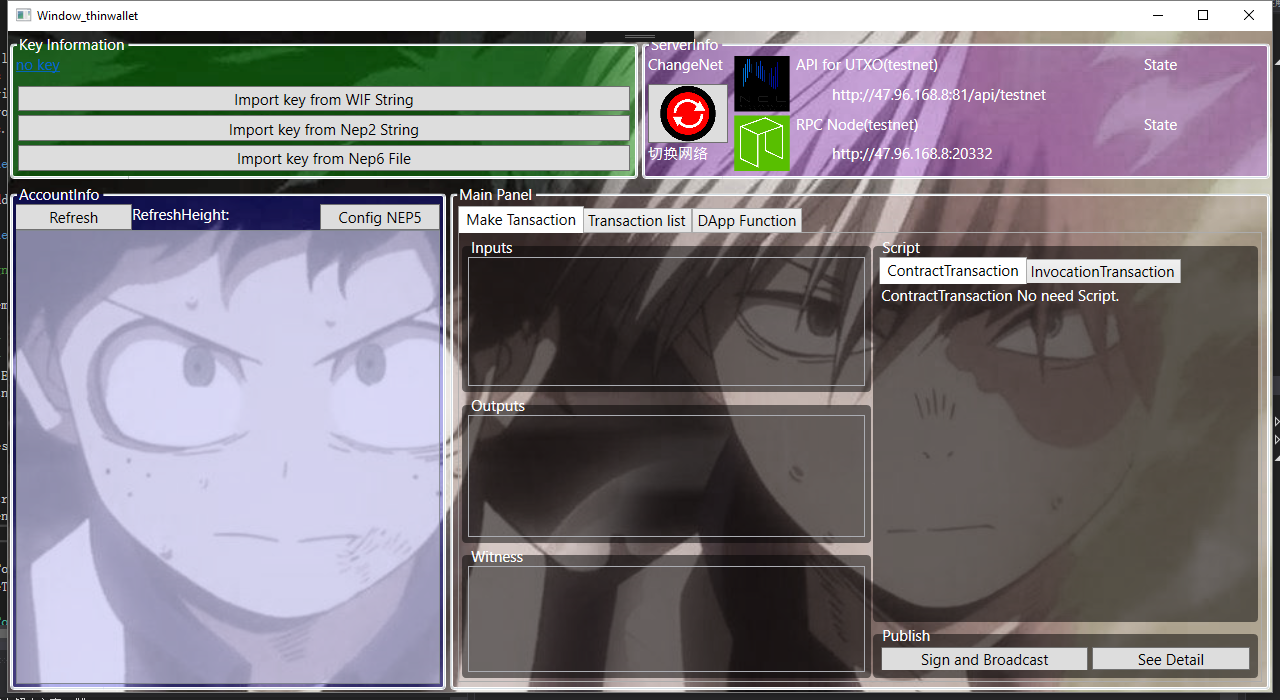 Window_thinwallet
Key Information
no key
Import key from WIF String
Import key from Nep2 String
Import key from Nep6 File
ServerInfo
ChangeNet
切换网络
API for UTXO(testnet)
State
http://47.96.168.8:81/api/testnet
RPC Node(testnet)
State
http://47.96.168.8:20332
AccountInfo
Refresh
RefreshHeight:
Config NEP5
Main Panel
Make Tansaction
Transaction list
DApp Function
Inputs
Outputs
Witness
Script
ContractTransaction
InvocationTransaction
ContractTransaction No need Script.
Publish
Sign and Broadcast
See Detail